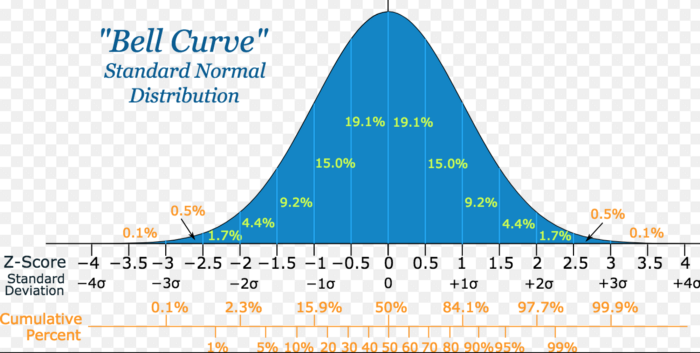 "Bell Curve"
Standard Normal
Distribution
19.1% 19.1%
15.0% 15.0%
9.2% 9.2%
0.5% 0.5%
4.4% 4.4%
0.1% 1.7% 1.7% 0.1%
Z-Score -4 -3.5 -3 -2.5 -2 -1.5 -1 -0.5 0 0.5 1 1.5 2 2.5 3 3.5 4
Standard
Deviation -4σ -3σ -2σ -1σ 0 +1σ +2σ +3σ +4σ
0.1% 2.3% 15.9% 50% 84.1% 97.7% 99.9%
Cumulative
Percent
1% 5% 10% 20 30 40 50 60 70 80 90% 95% 99%